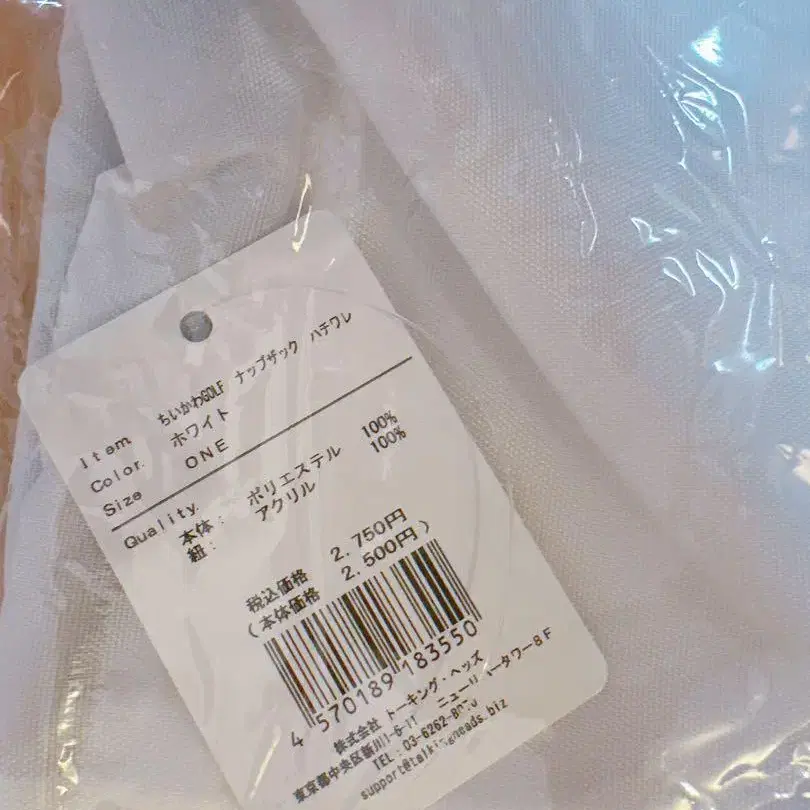 Item ちいかわGOLF ナップザック ハチワレ
Color ホワイト
Size ONE
Quality.
本体: ポリエステル 100%
紐: アクリル 100%
税込価格 2,750円
(本体価格 2,500円)
4 570189 183550
株式会社 トーキング・ヘッズ
東京都中央区新川1-6-11
TEL:03-6262-
support@talkingheads.biz